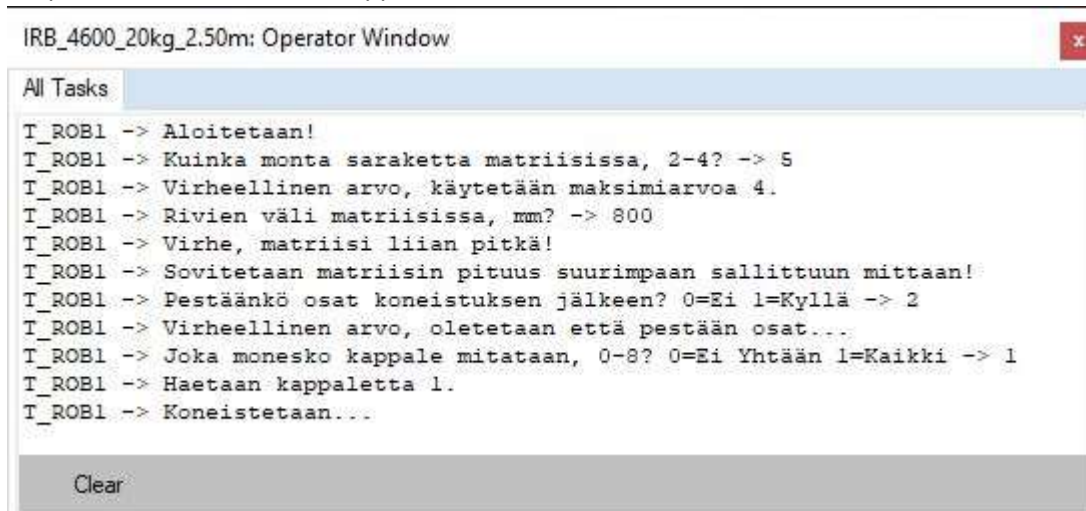 IRB_4600_20kg_2.50m: Operator Window
x
All Tasks
T_ROB1 -> Aloitetaan!
T_ROB1 -> Kuinka monta saraketta matriisissa, 2-4? -> 5
T_ROB1 -> Virheellinen arvo, käytetään maksimiarvoa 4.
T_ROB1 -> Rivien väli matriisissa, mm? -> 800
T_ROB1 -> Virhe, matriisi liian pitkä!
T_ROB1 -> Sovitetaan matriisin pituus suurimpaan sallittuun mittaan!
T_ROB1 -> Pestäänkö osat koneistuksen jälkeen? 0=Ei 1=Kyllä -> 2
T_ROB1 -> Virheellinen arvo, oletetaan että pestään osat...
T_ROB1 -> Joka monesko kappale mitataan, 0-8? 0=Ei Yhtään 1=Kaikki -> 1
T_ROB1 -> Haetaan kappaletta 1.
T_ROB1 -> Koneistetaan...
Clear